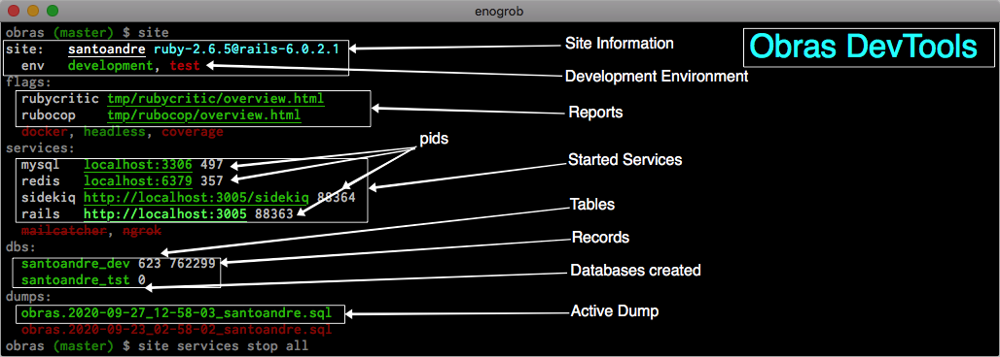 enogrob
obras (master) $ site
site: santoandre ruby-2.6.5@rails-6.0.2.1
env development, test
flags:
rubycritic tmp/rubycritic/overview.html
rubocop tmp/rubocop/overview.html
docker, headless, coverage
services:
mysql localhost:3306 497
redis localhost:6379 357
sidekiq http://localhost:3005/sidekiq 88364
rails http://localhost:3005 88363
mailcatcher, ngrok
dbs:
santoandre_dev 623 762299
santoandre_tst 0
dumps:
obras.2020-09-27_12-58-03_santoandre.sql
obras.2020-09-23_02-58-02_santoandre.sql
obras (master) $ site services stop all
Obras DevTools
Site Information
Development Environment
Reports
pids
Started Services
Tables
Records
Databases created
Active Dump